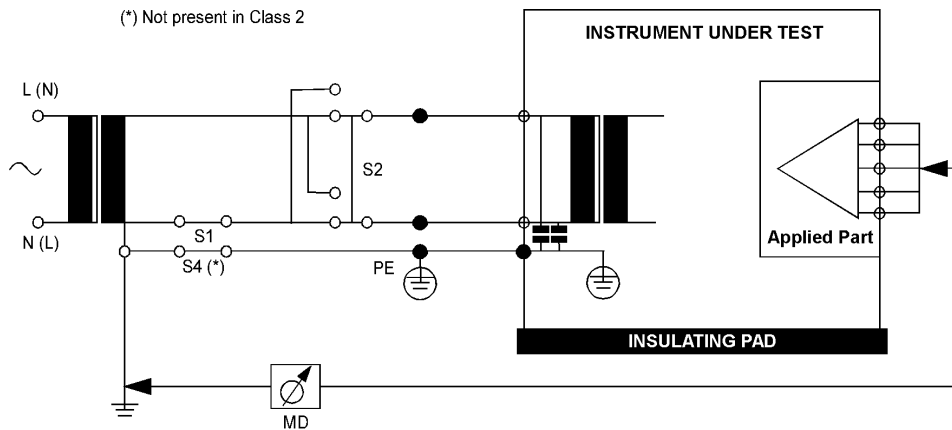 (*) Not present in Class 2
INSTRUMENT UNDER TEST
L (N)
S2
Applied Part
N (L)
S1
S4 (*)
PE
INSULATING PAD
MD